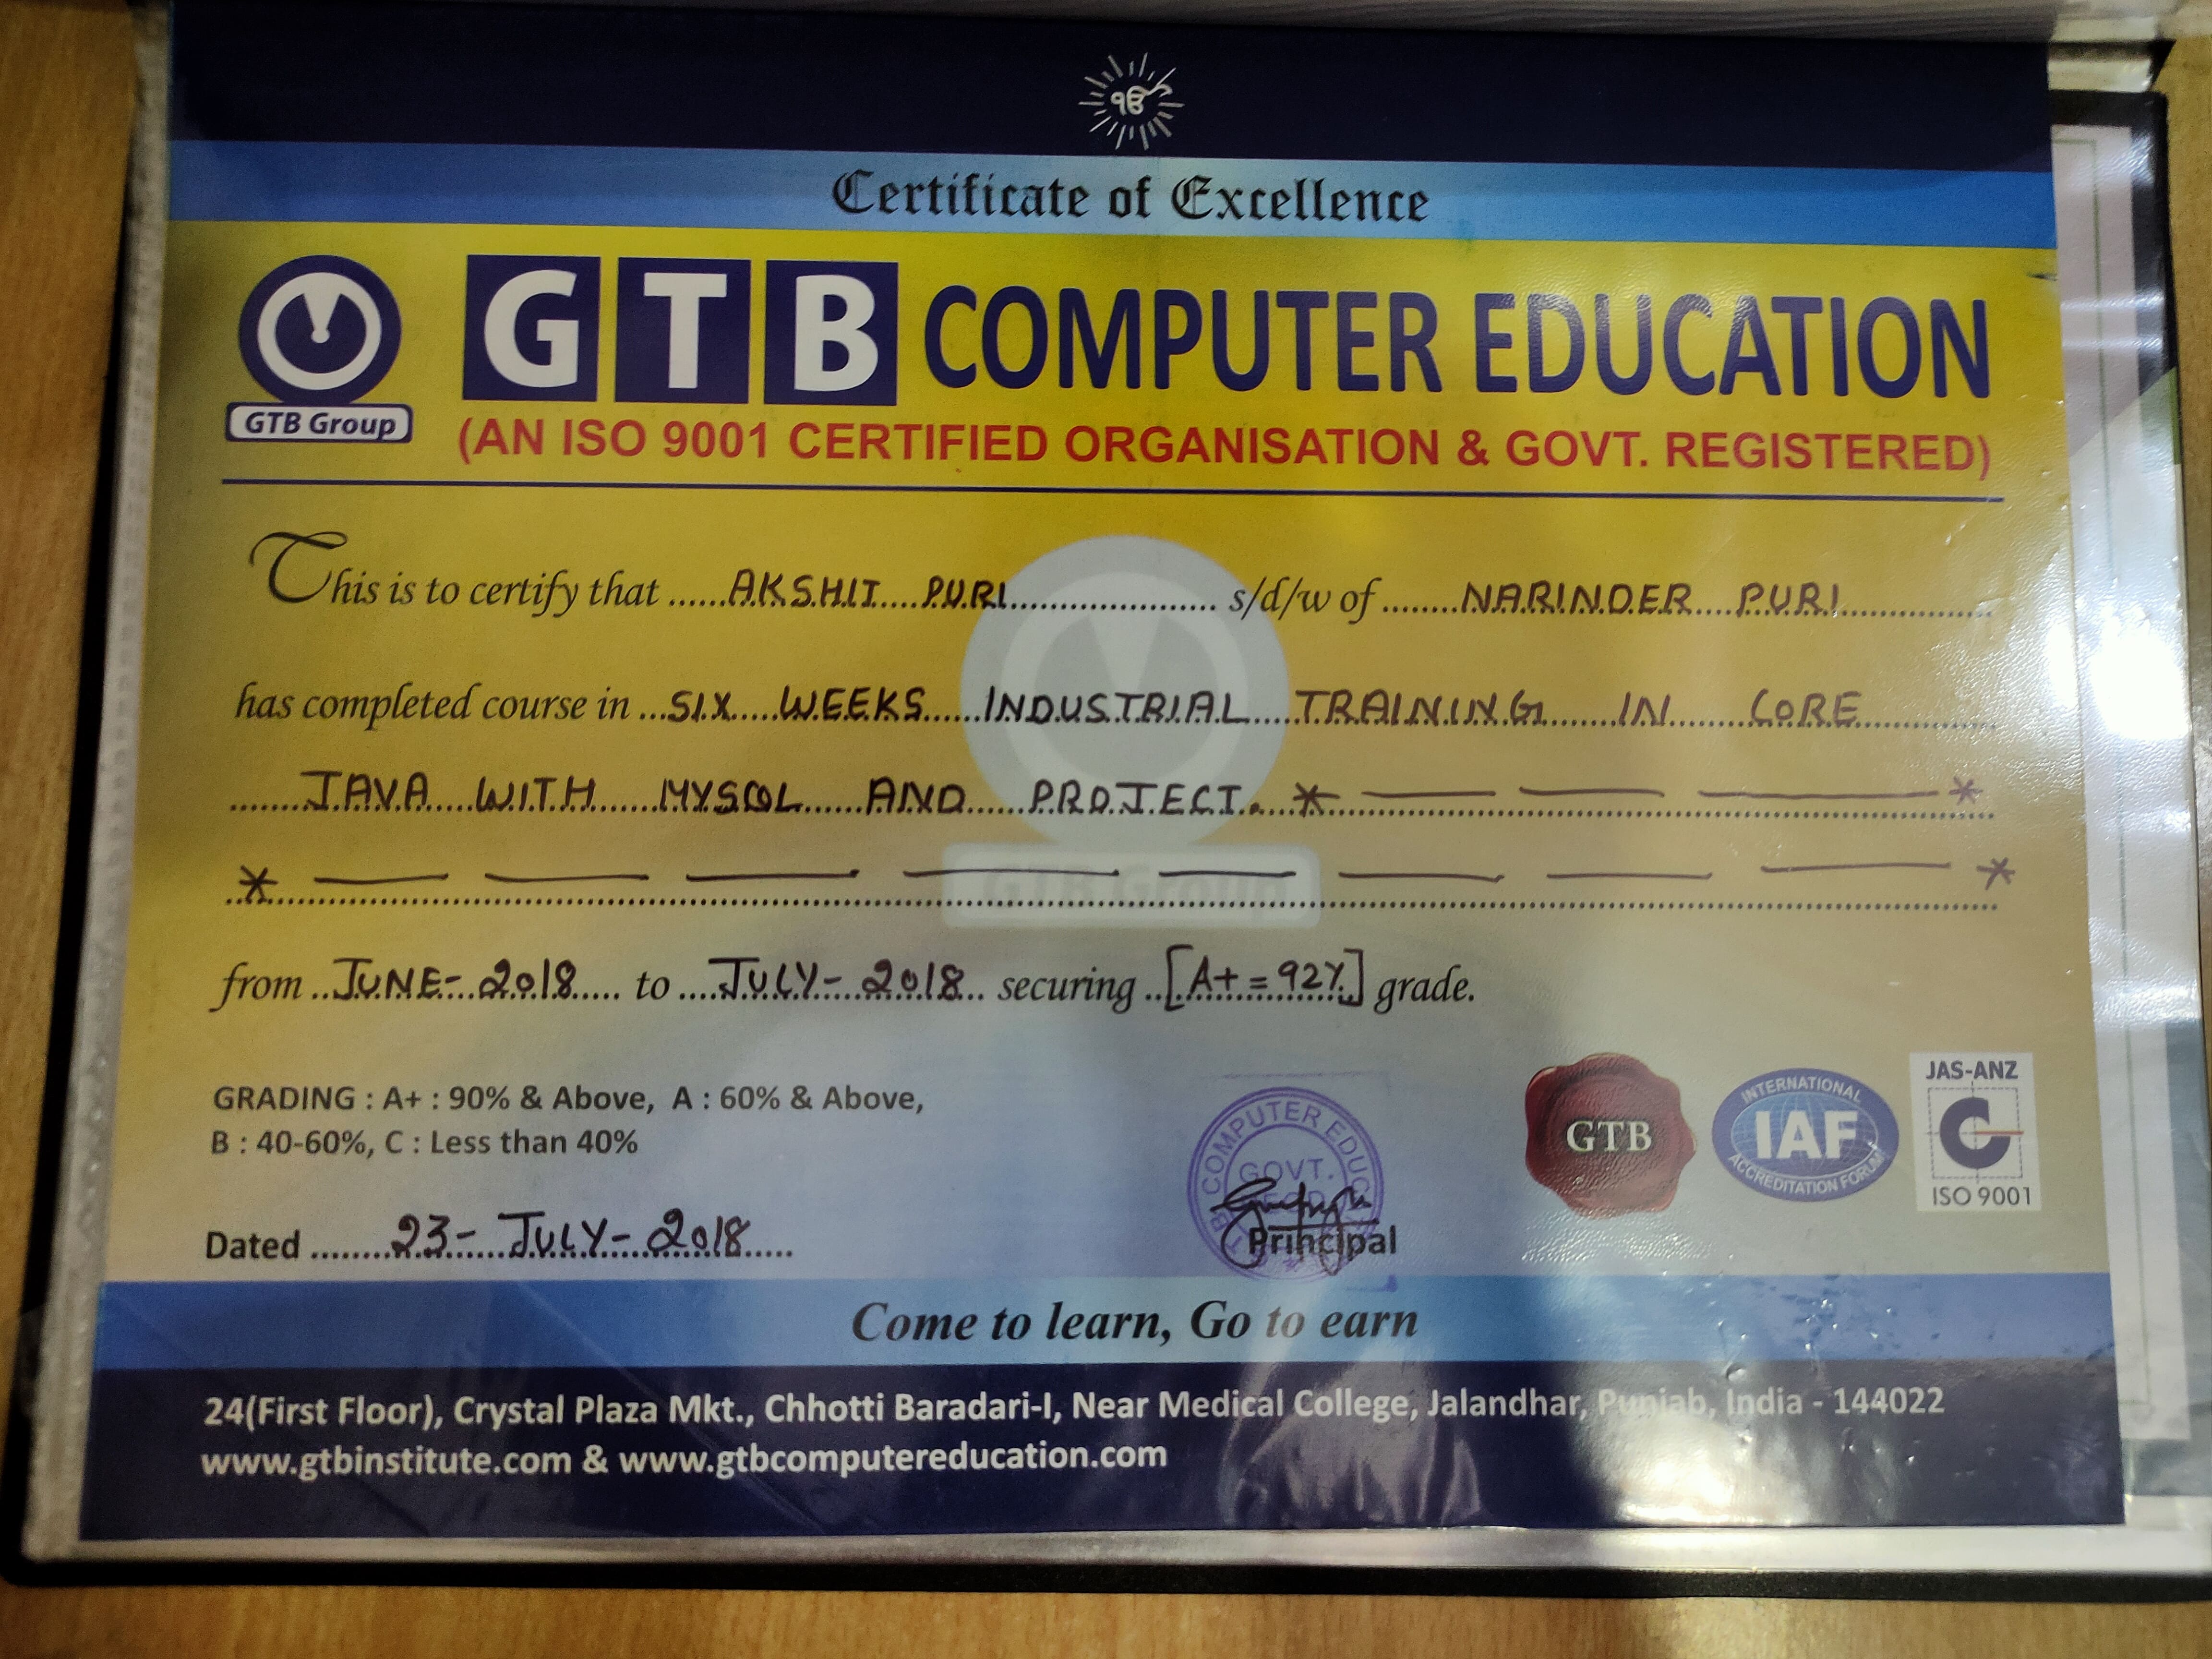 ੴ
Certificate of Excellence
GTB COMPUTER EDUCATION
GTB Group
(AN ISO 9001 CERTIFIED ORGANISATION & GOVT. REGISTERED)
This is to certify that ......AKSHIT PURI...... s/d/w of ......NARINDER PURI......
has completed course in ...SIX WEEKS INDUSTRIAL TRAINING IN CORE
JAVA WITH MYSQL AND PROJECT. * — — — *
* — — — — — — — — *
GTB Group
from ..JUNE-2018..... to ....JULY-2018... securing ..[A+ = 92%] grade.
GRADING : A+ : 90% & Above, A : 60% & Above,
B : 40-60%, C : Less than 40%
COMPUTER EDUC
GOVT.
GTB
INTERNATIONAL
IAF
ACCREDITATION FORUM
JAS-ANZ
ISO 9001
Dated ........23-JULY-2018.....
Principal
Come to learn, Go to earn
24(First Floor), Crystal Plaza Mkt., Chhotti Baradari-I, Near Medical College, Jalandhar, Punjab, India - 144022
www.gtbinstitute.com & www.gtbcomputereducation.com